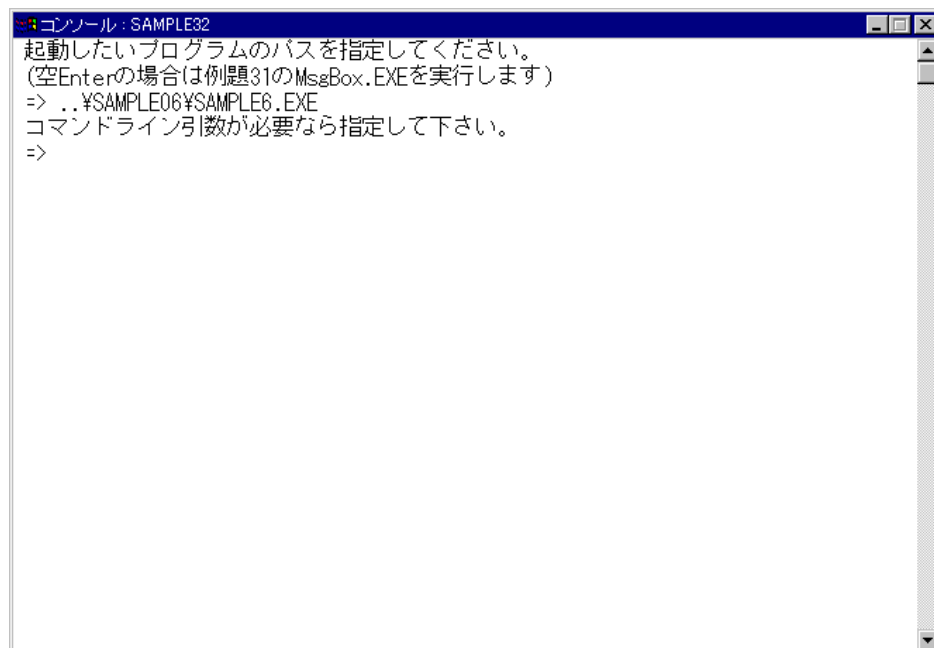 コンソール : SAMPLE32
起動したいプログラムのパスを指定してください。
(空Enterの場合は例題31のMsgBox.EXEを実行します)
=> ..¥SAMPLE06¥SAMPLE6.EXE
コマンドライン引数が必要なら指定して下さい。
=>